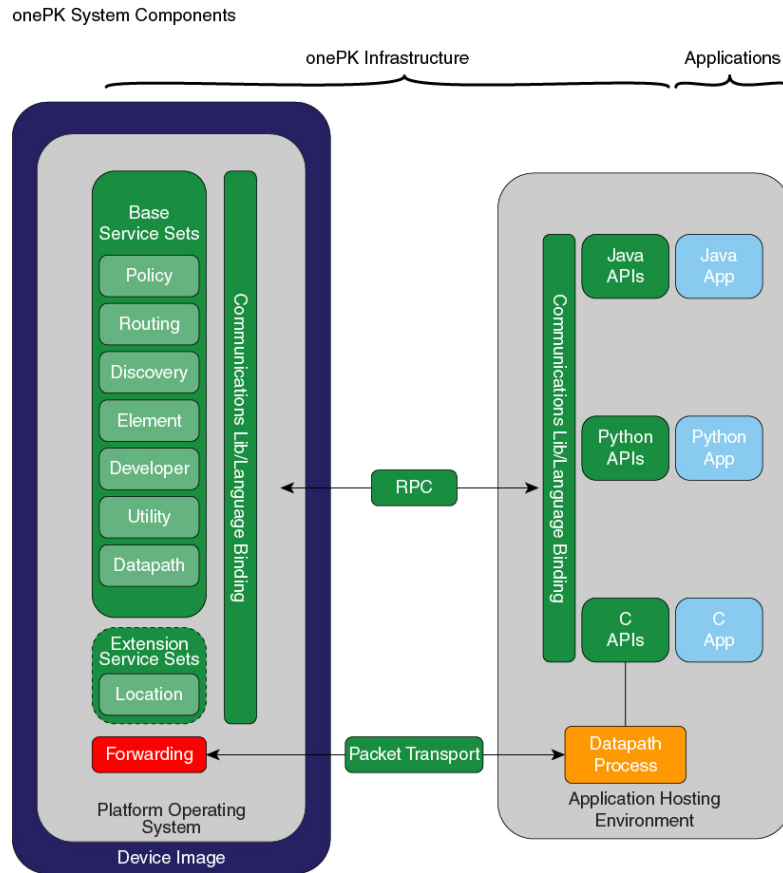 onePK System Components
onePK Infrastructure
Applications
Base
Service Sets
Policy
Routing
Discovery
Element
Developer
Utility
Datapath
Extension
Service Sets
Location
Communications Lib/Language Binding
Forwarding
Platform Operating
System
Device Image
RPC
Packet Transport
Communications Lib/Language Binding
Java
APIs
Java
App
Python
APIs
Python
App
C
APIs
C
App
Datapath
Process
Application Hosting
Environment